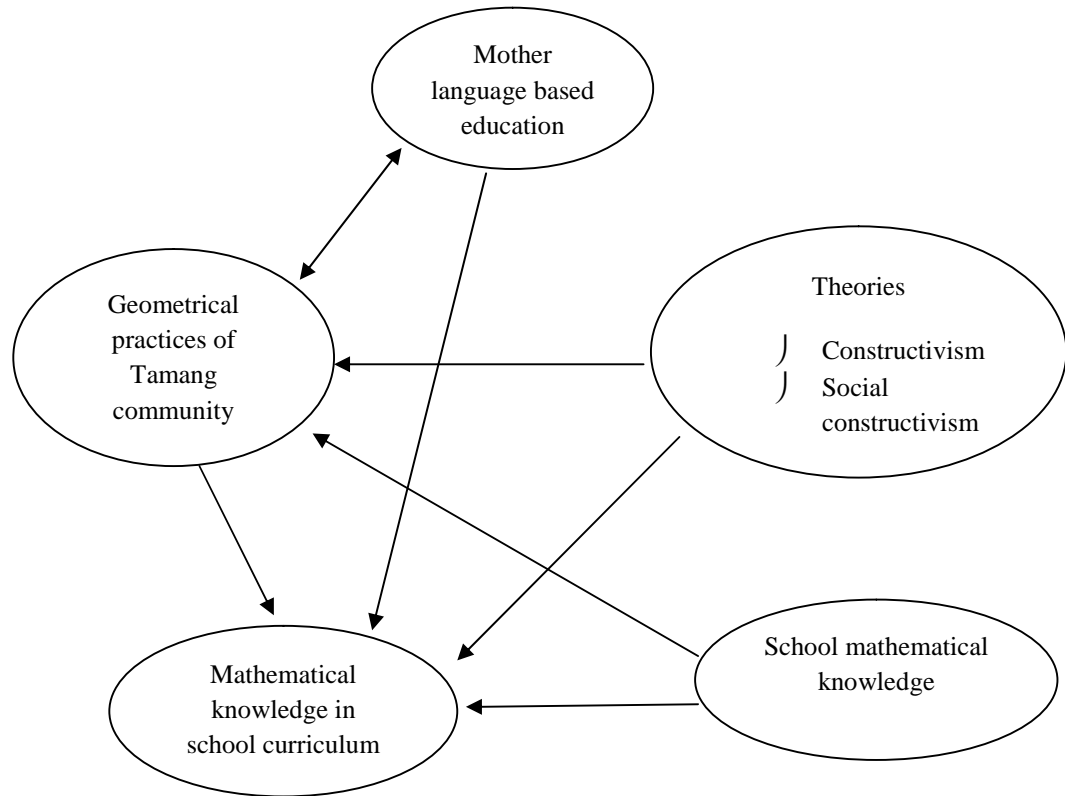 Mother
language based
education
Geometrical
practices of
Tamang
community
Theories
Constructivism
Social
constructivism
Mathematical
knowledge in
school curriculum
School mathematical
knowledge